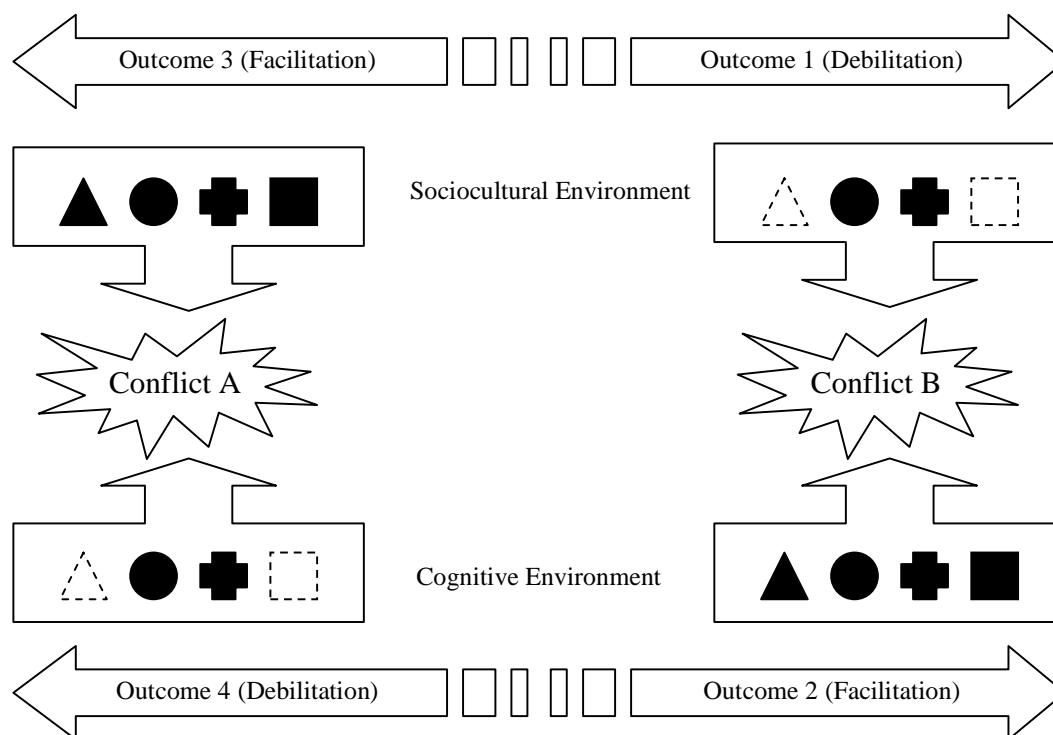 Outcome 3 (Facilitation)
Outcome 1 (Debilitation)
Sociocultural Environment
Conflict A
Conflict B
Cognitive Environment
Outcome 4 (Debilitation)
Outcome 2 (Facilitation)